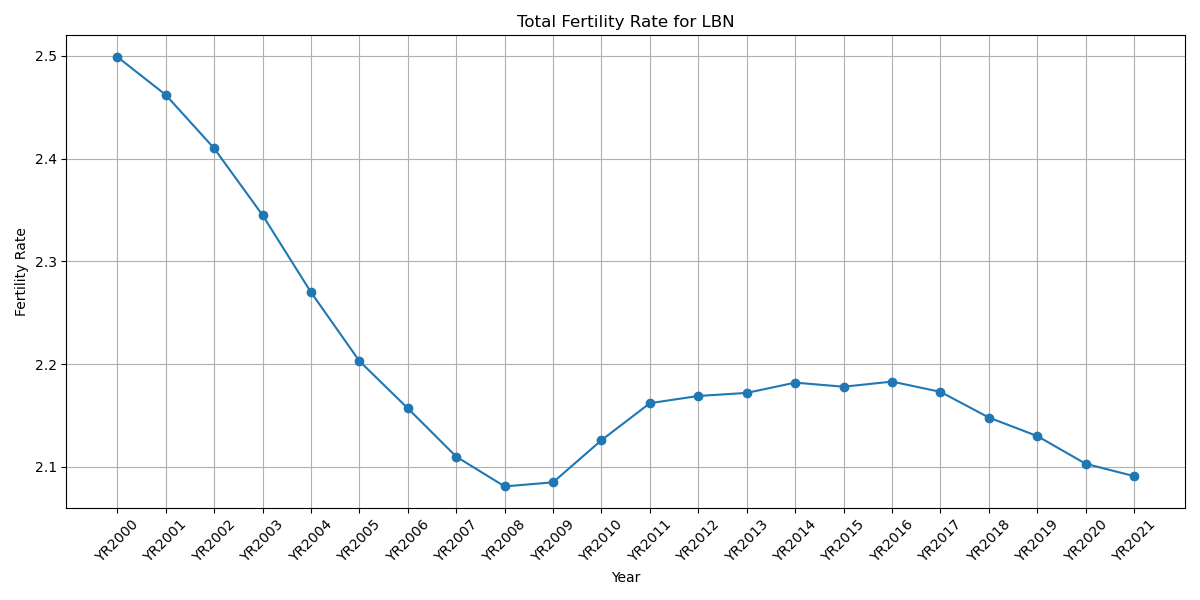 Total Fertility Rate for LBN
Fertility Rate
2.5
2.4
2.3
2.2
2.1
YR2000
YR2001
YR2002
YR2003
YR2004
YR2005
YR2006
YR2007
YR2008
YR2009
YR2010
YR2011
YR2012
YR2013
YR2014
YR2015
YR2016
YR2017
YR2018
YR2019
YR2020
YR2021
Year